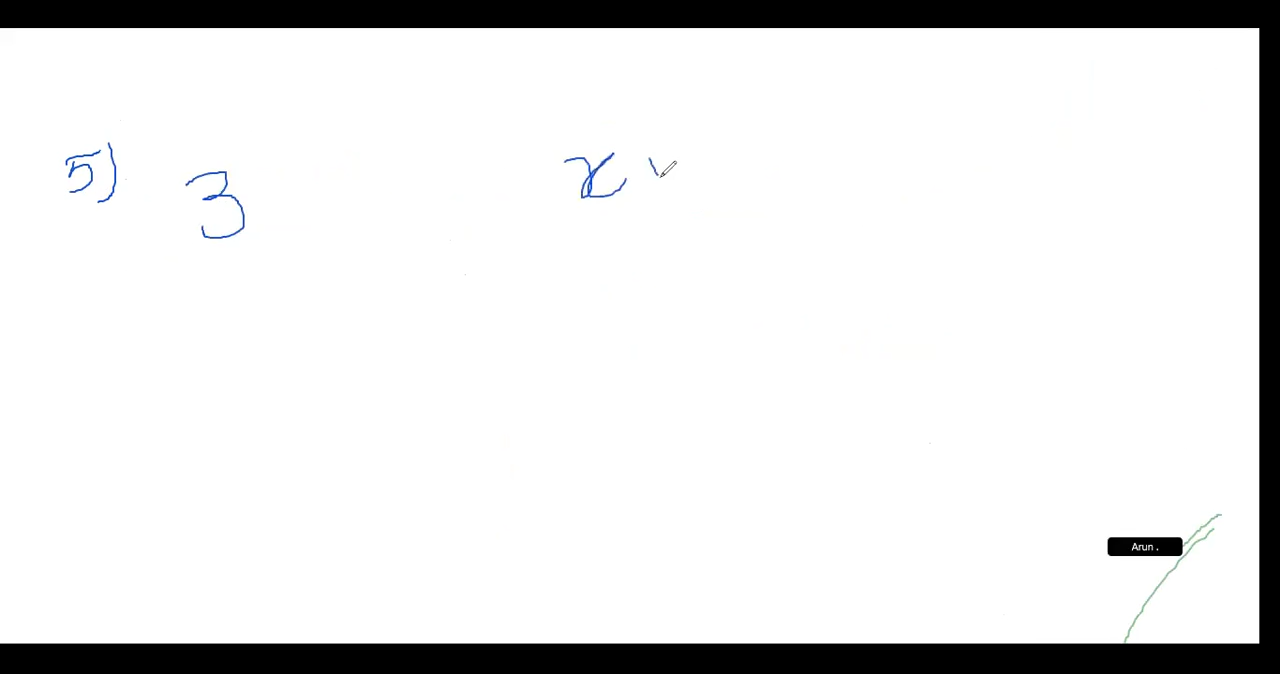 5) 3 x
Arun .